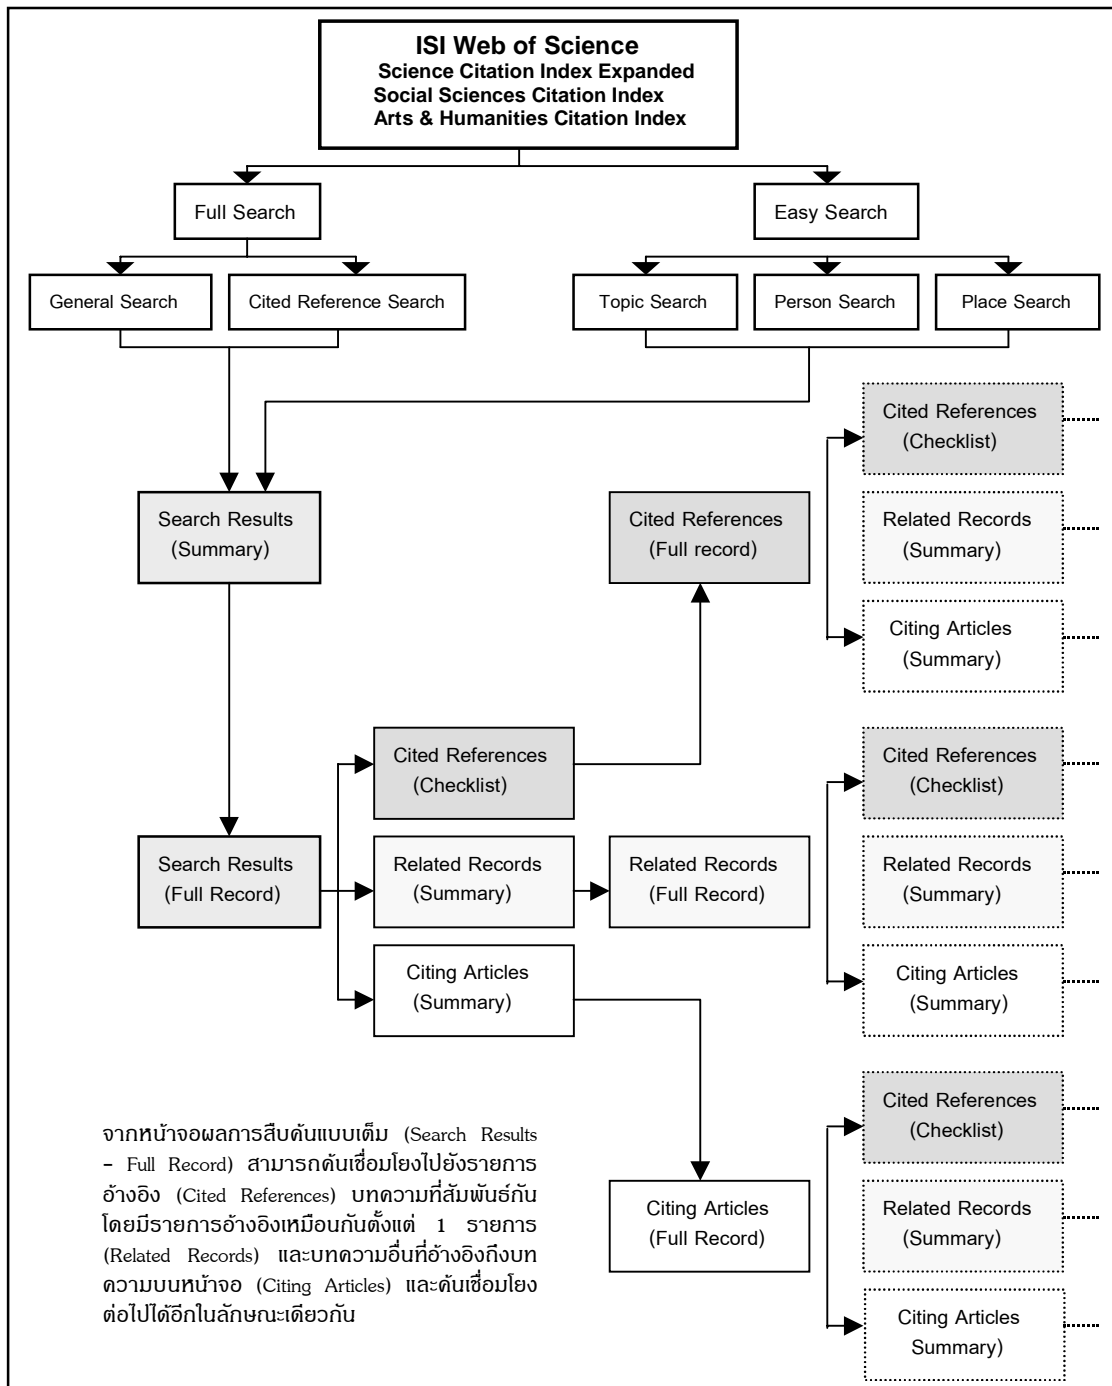 ISI Web of Science
Science Citation Index Expanded
Social Sciences Citation Index
Arts & Humanities Citation Index
Full Search
Easy Search
General Search
Cited Reference Search
Topic Search
Person Search
Place Search
Search Results
(Summary)
Cited References
(Full record)
Cited References
(Checklist)
Related Records
(Summary)
Citing Articles
(Summary)
Search Results
(Full Record)
Cited References
(Checklist)
Related Records
(Summary)
Citing Articles
(Summary)
Related Records
(Full Record)
Cited References
(Checklist)
Related Records
(Summary)
Citing Articles
(Summary)
Citing Articles
(Full Record)
Cited References
(Checklist)
Related Records
(Summary)
Citing Articles
Summary)
จากหน้าจอผลการสืบค้นแบบเต็ม (Search Results
– Full Record) สามารถค้นเชื่อมโยงไปยังรายการ
อ้างอิง (Cited References) บทความที่สัมพันธ์กัน
โดยมีรายการอ้างอิงเหมือนกันตั้งแต่ 1 รายการ
(Related Records) และบทความอื่นที่อ้างอิงถึงบท
ความบนหน้าจอ (Citing Articles) และค้นเชื่อมโยง
ต่อไปได้อีกในลักษณะเดียวกัน